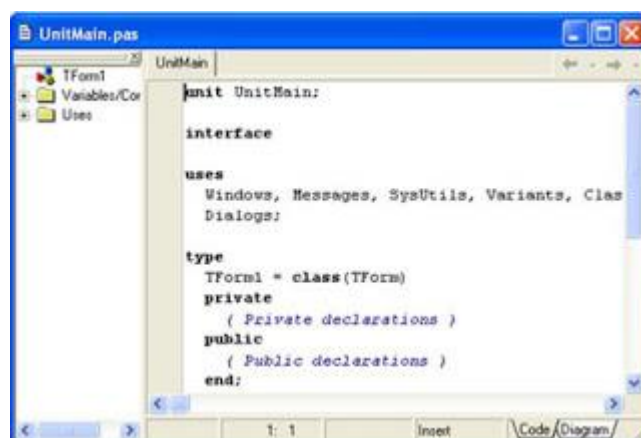 UnitMain.pas
TForm1
Variables/Cor
Uses
UnitMain
unit UnitMain;
interface
uses
Windows, Messages, SysUtils, Variants, Clas
Dialogs;
type
TForm1 = class(TForm)
private
{ Private declarations }
public
{ Public declarations }
end;
1: 1
Insert
Code
Diagram